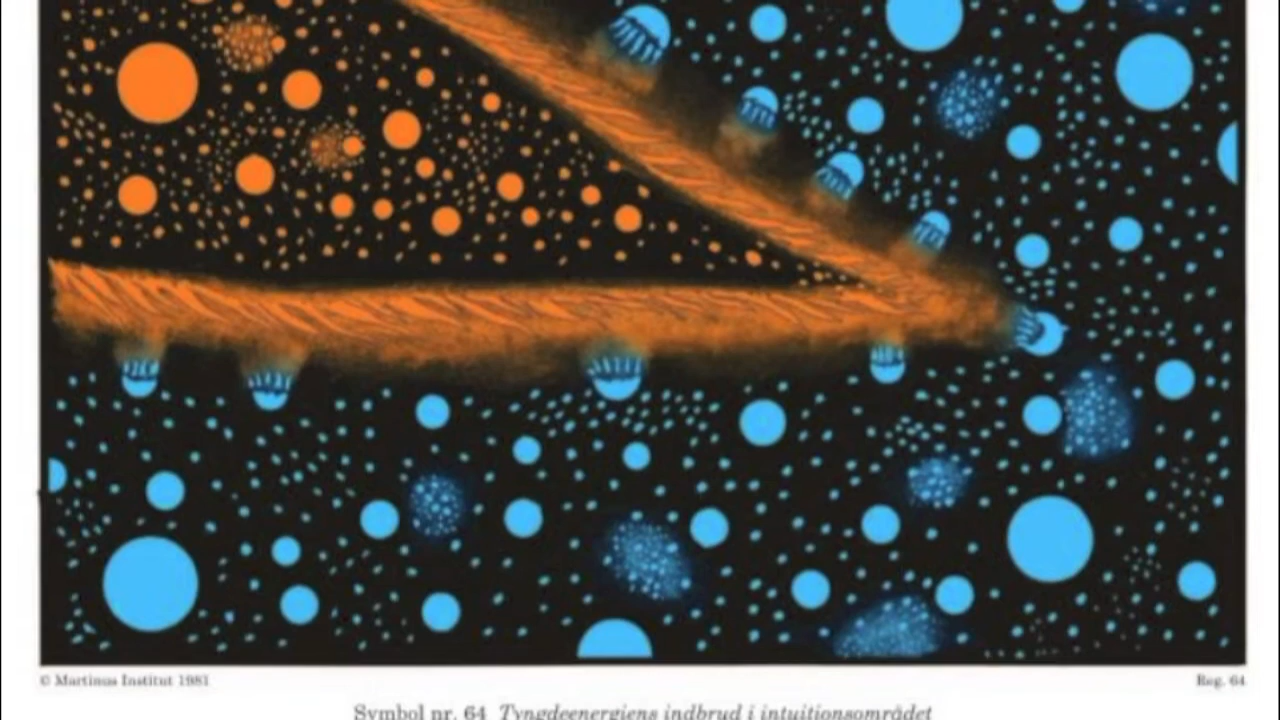 © Martinus Institut 1981
Reg. 64
Symbol nr. 64 Tyngdeenergiens indbrud i intuitionsområdet